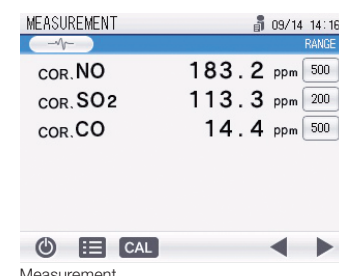 MEASUREMENT 09/14 14:16
RANGE
COR.NO 183.2 ppm 500
COR.SO2 113.3 ppm 200
COR.CO 14.4 ppm 500
CAL
Measurement